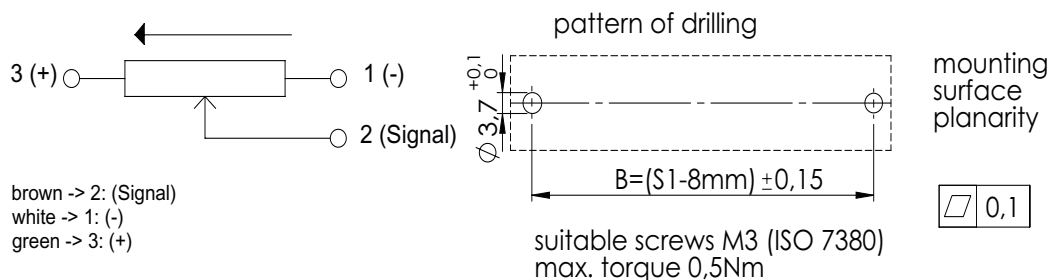 pattern of drilling
3 (+)
1 (-)
2 (Signal)
brown -> 2: (Signal)
white -> 1: (-)
green -> 3: (+)
Ø 3,7 +0,1 0
B=(S1-8mm) ±0,15
suitable screws M3 (ISO 7380)
max. torque 0,5Nm
mounting
surface
planarity
0,1